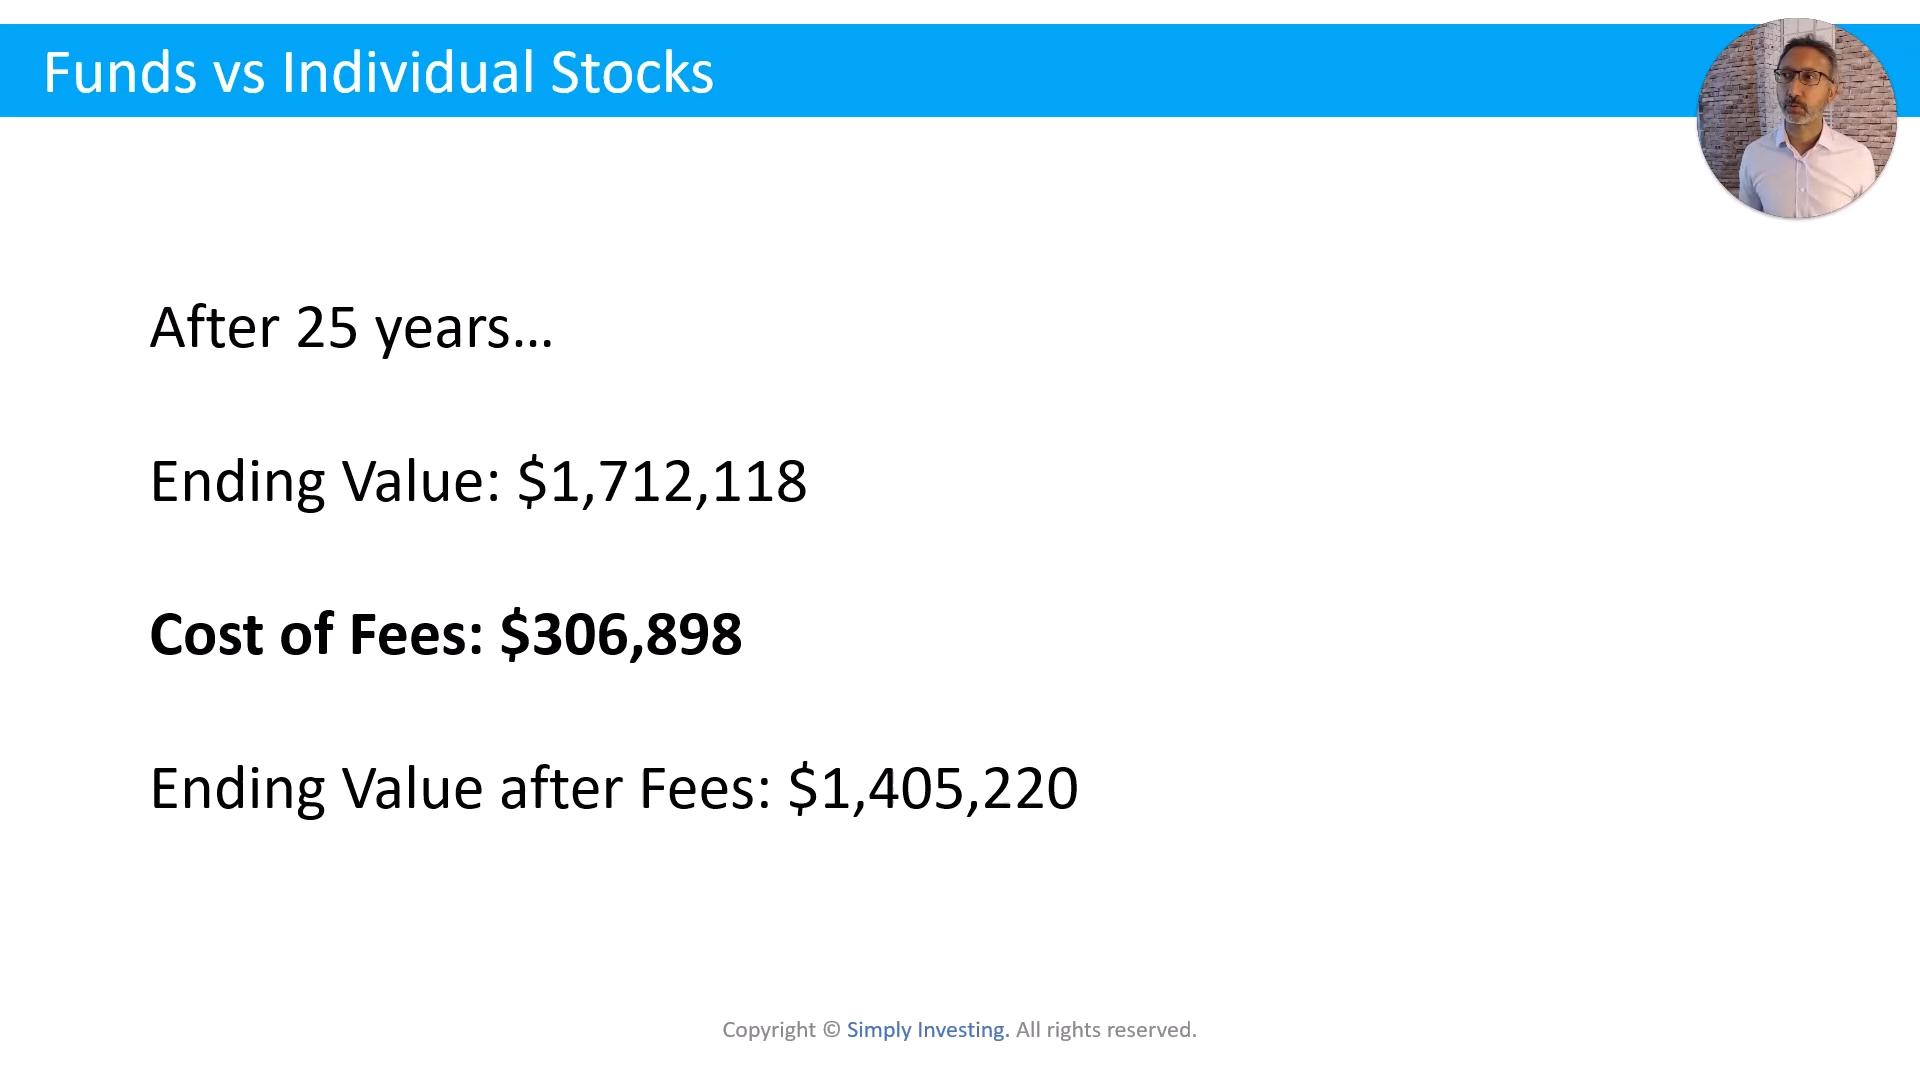 Funds vs Individual Stocks
After 25 years...
Ending Value: $1,712,118
Cost of Fees: $306,898
Ending Value after Fees: $1,405,220
Copyright © Simply Investing. All rights reserved.